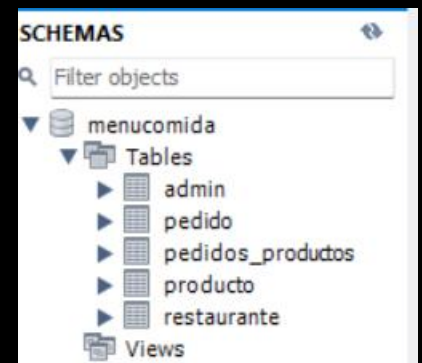 SCHEMAS
Filter objects
menucomida
Tables
admin
pedido
pedidos_productos
producto
restaurante
Views